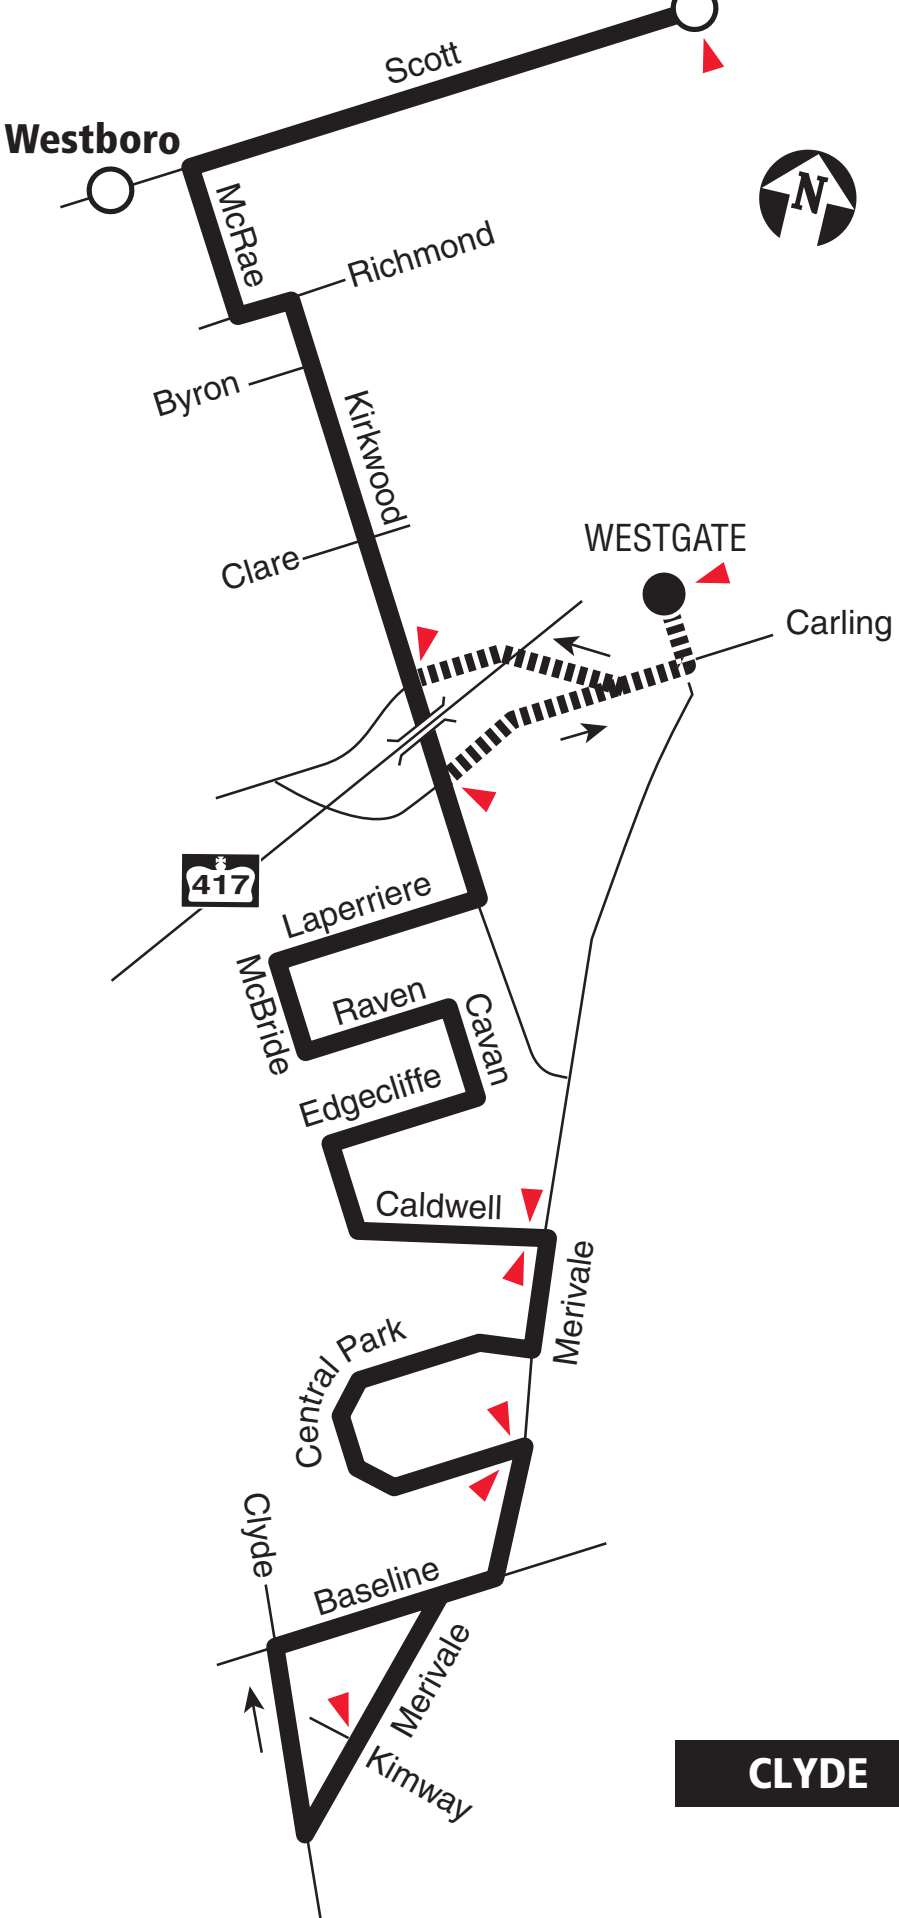 Scott
Westboro
McRae
N
Richmond
Byron
Kirkwood
WESTGATE
Clare
Carling
417
Laperriere
McBride
Raven
Cavan
Edgecliffe
Caldwell
Merivale
Central Park
Clyde
Baseline
Merivale
Kimway
CLYDE